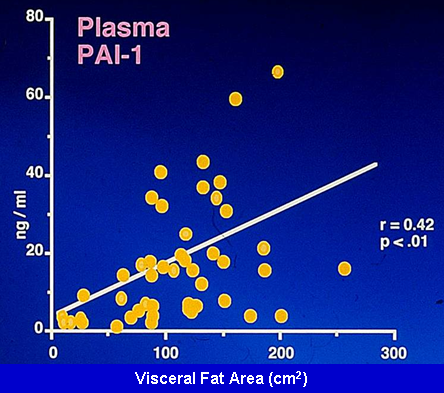 Plasma
PAI-1
80
60
ng / ml
40
r = 0.42
p < .01
20
0
0
100
200
300
Visceral Fat Area (cm²)